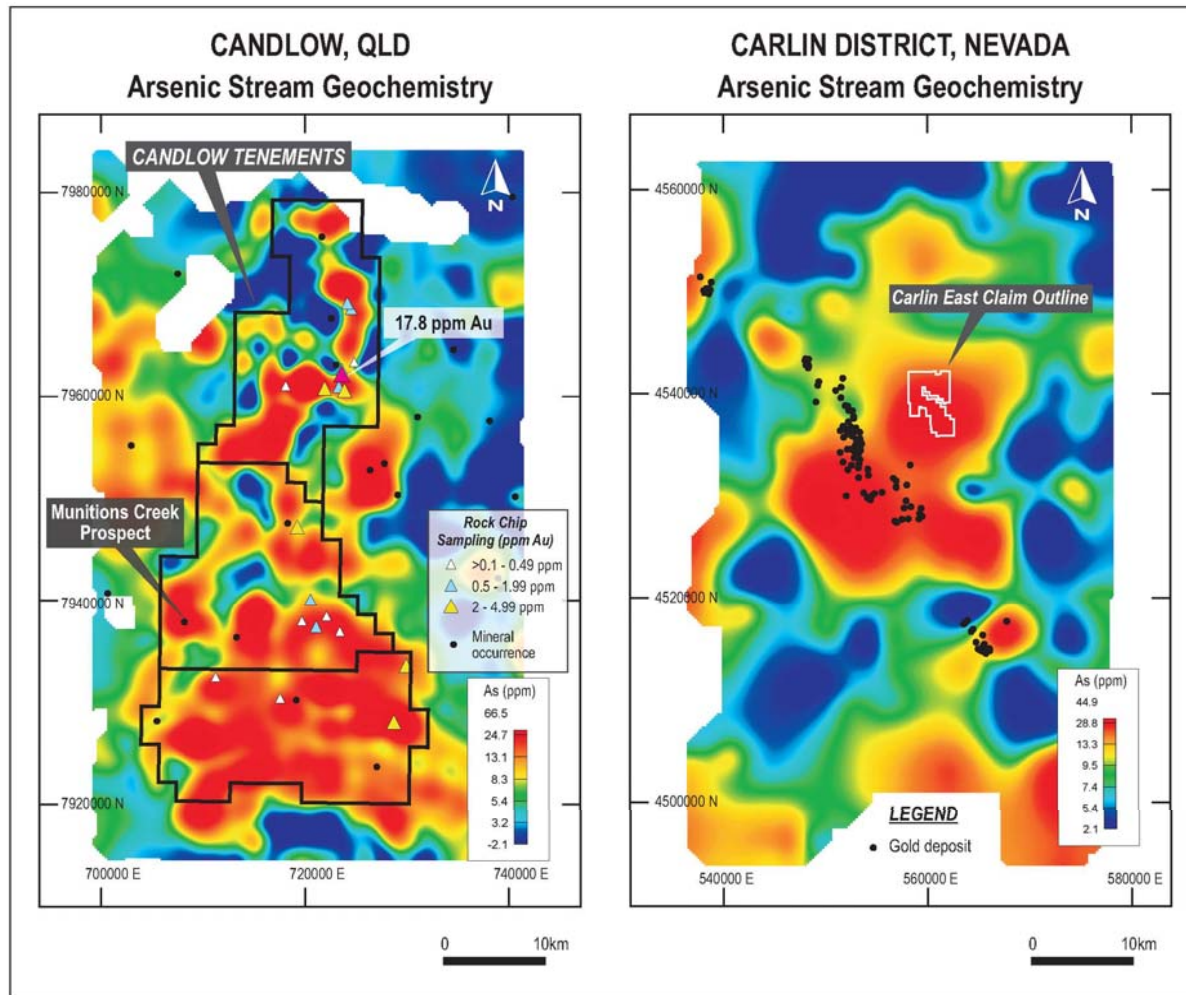 CANDLOW, QLD
Arsenic Stream Geochemistry
CANDLOW TENEMENTS
7980000 N
N
17.8 ppm Au
7960000 N
Munitions Creek
Prospect
Rock Chip
Sampling (ppm Au)
>0.1 - 0.49 ppm
0.5 - 1.99 ppm
2 - 4.99 ppm
Mineral
occurrence
7940000 N
As (ppm)
66.5
24.7
13.1
8.3
5.4
3.2
-2.1
7920000 N
700000 E
720000 E
740000 E
0
10km
CARLIN DISTRICT, NEVADA
Arsenic Stream Geochemistry
4560000 N
N
Carlin East Claim Outline
4540000 N
4520000 N
As (ppm)
44.9
28.8
13.3
9.5
7.4
4.6
2.1
4500000 N
LEGEND
Gold deposit
540000 E
560000 E
580000 E
0
10km